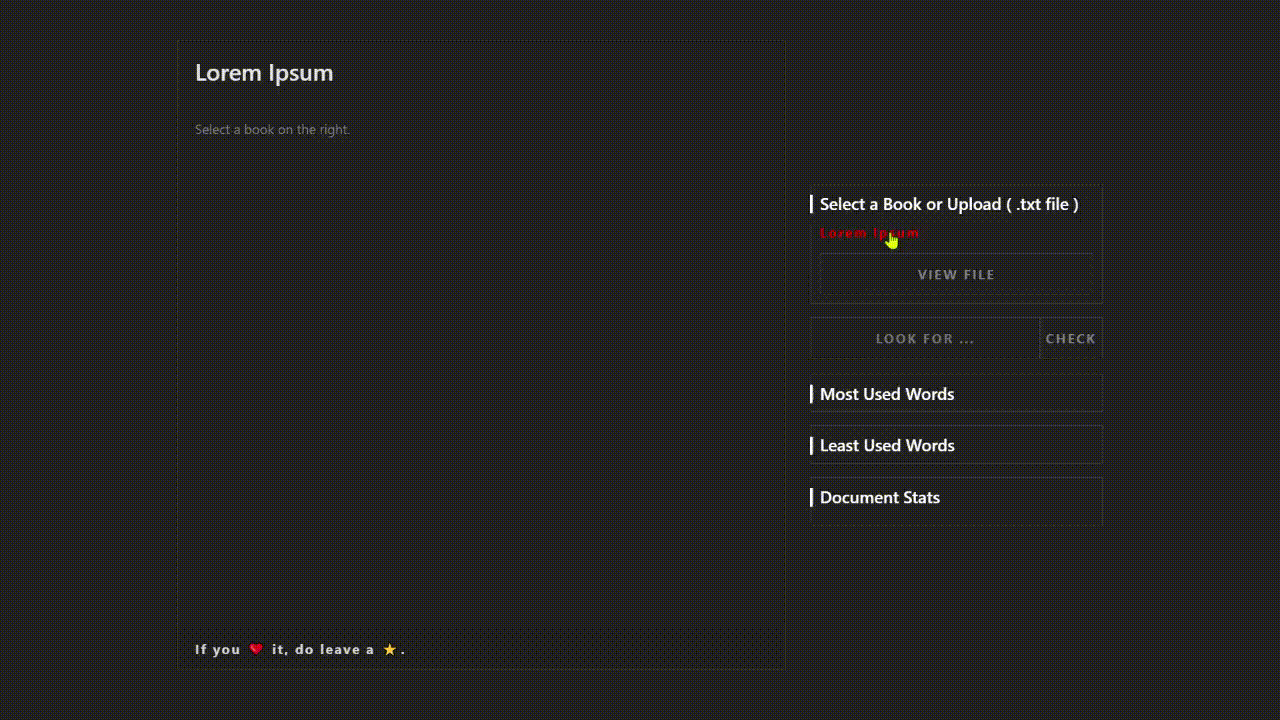 Lorem Ipsum
Select a book on the right.
If you ❤ it, do leave a ★ .
Select a Book or Upload ( .txt file )
Lorem Ipsum
VIEW FILE
LOOK FOR ...
CHECK
Most Used Words
Least Used Words
Document Stats